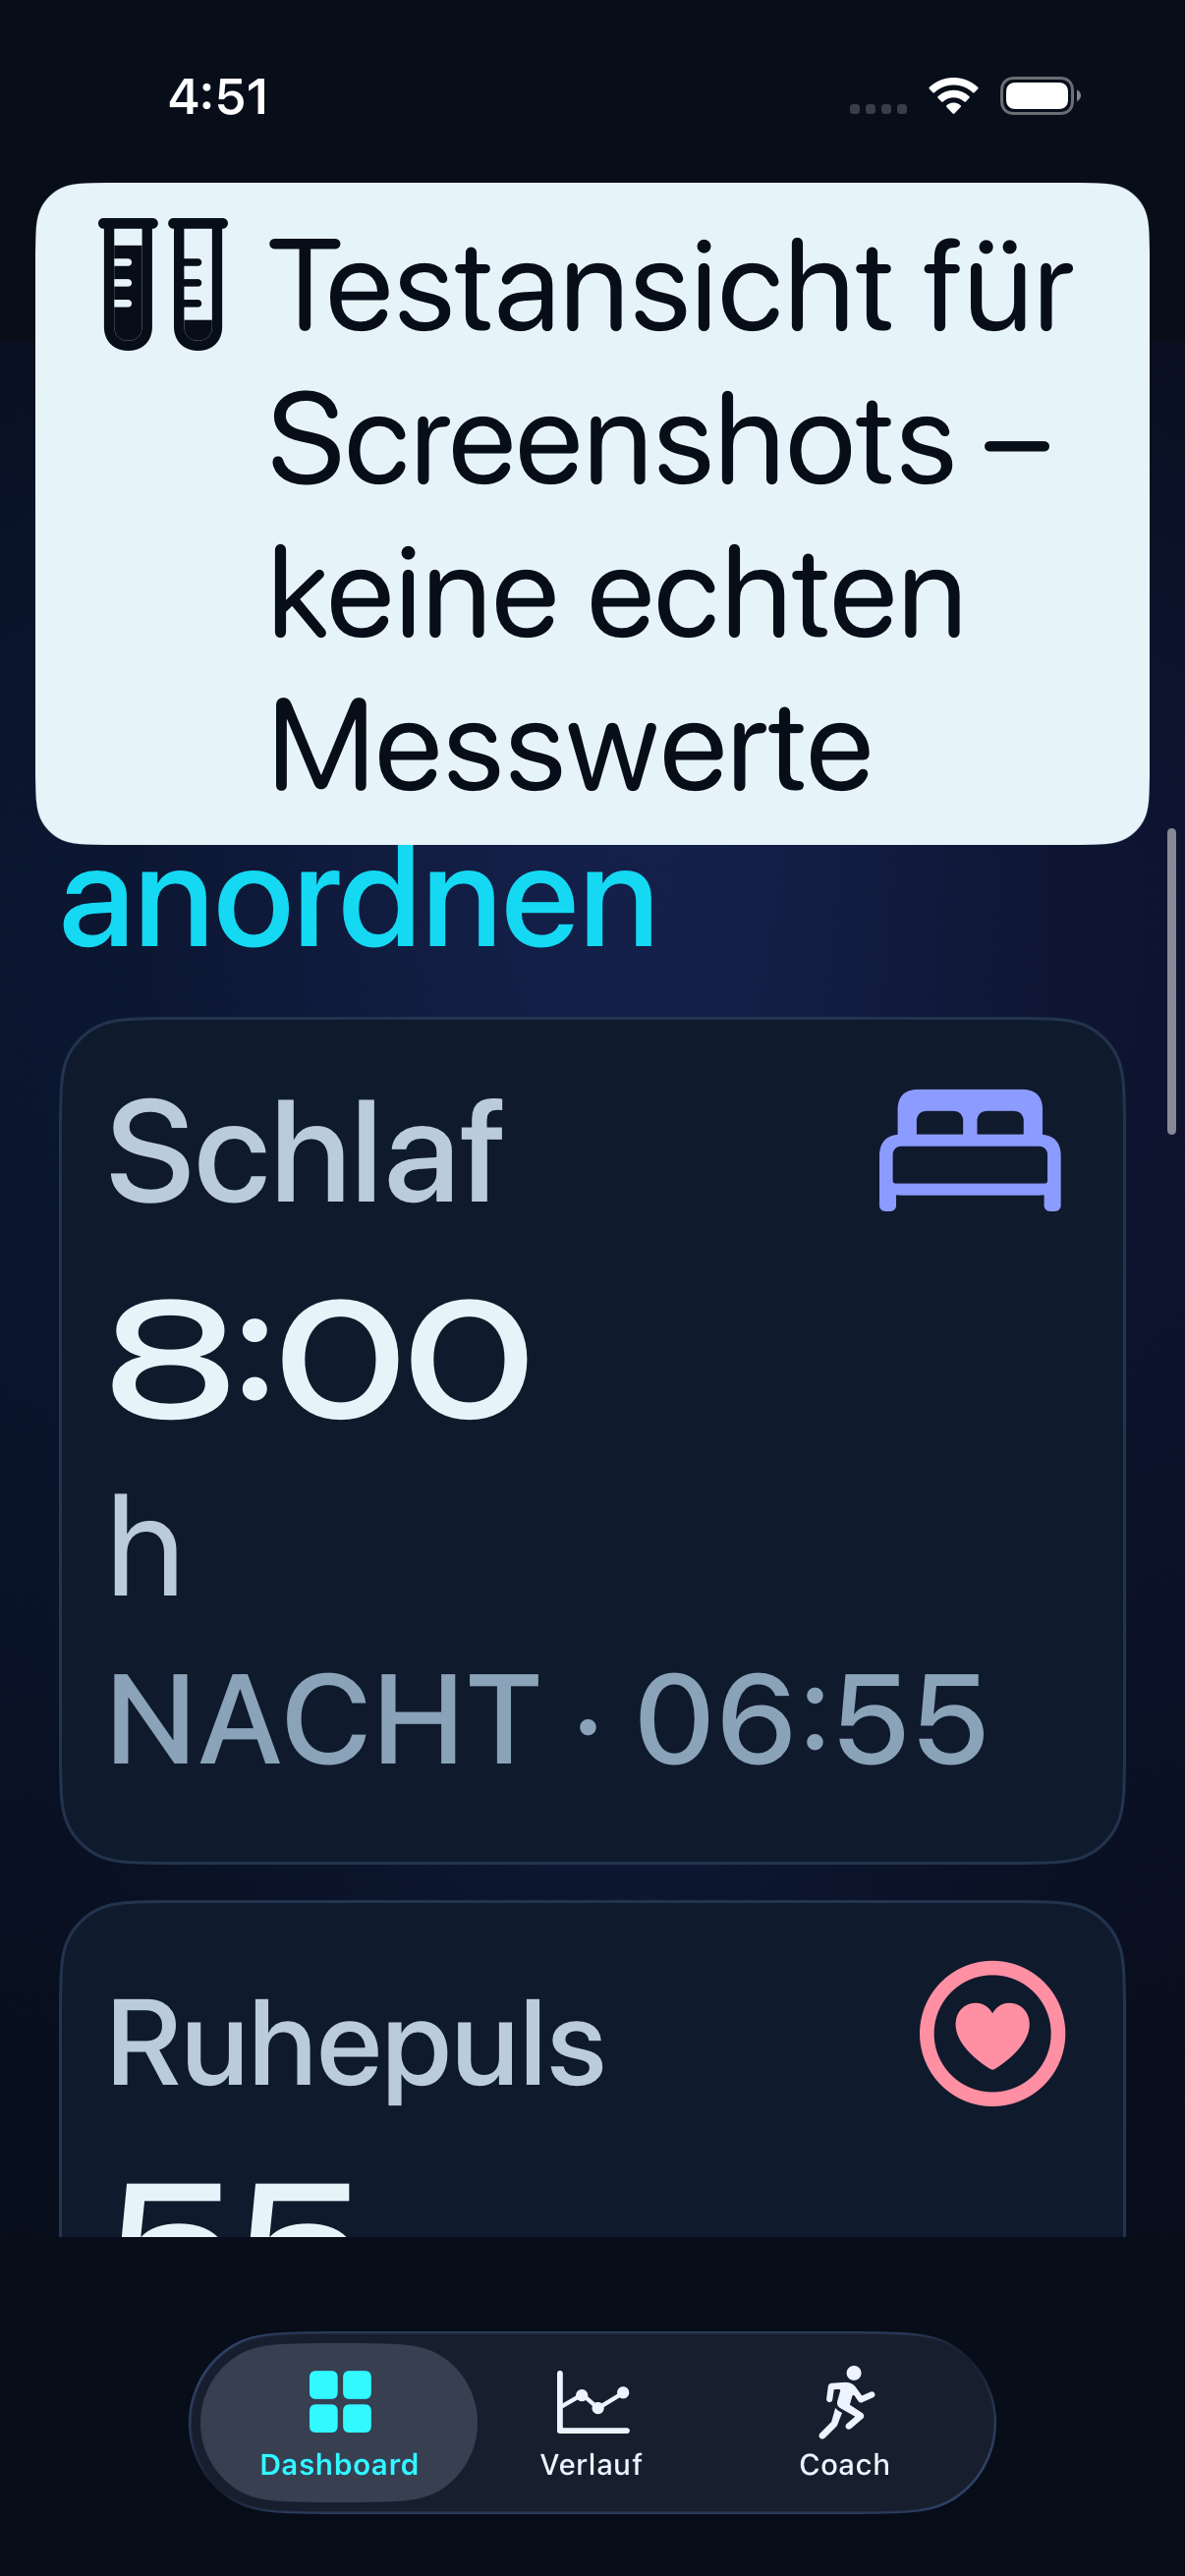 4:51
Testansicht für
Screenshots –
keine echten
Messwerte
anordnen
Schlaf
8:00
h
NACHT · 06:55
Ruhepuls
55
Dashboard
Verlauf
Coach